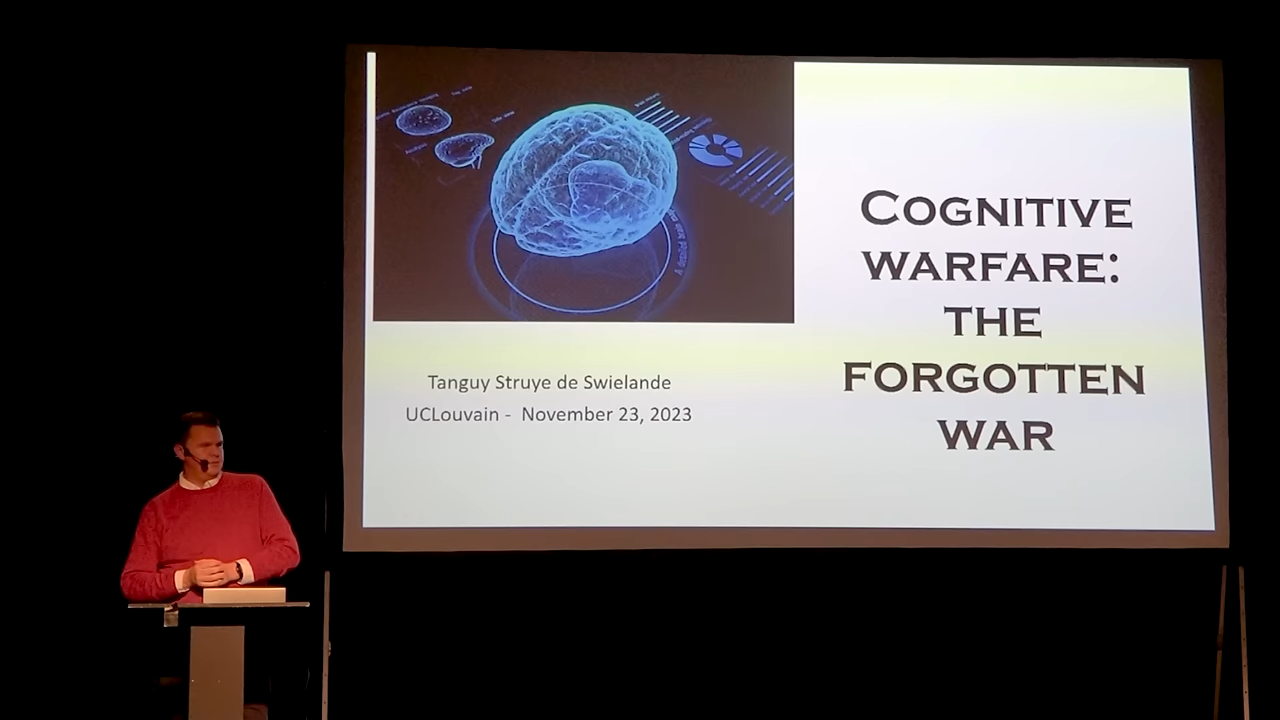 Cognitive
warfare:
the
forgotten
war
Tanguy Struye de Swielande
UCLouvain - November 23, 2023